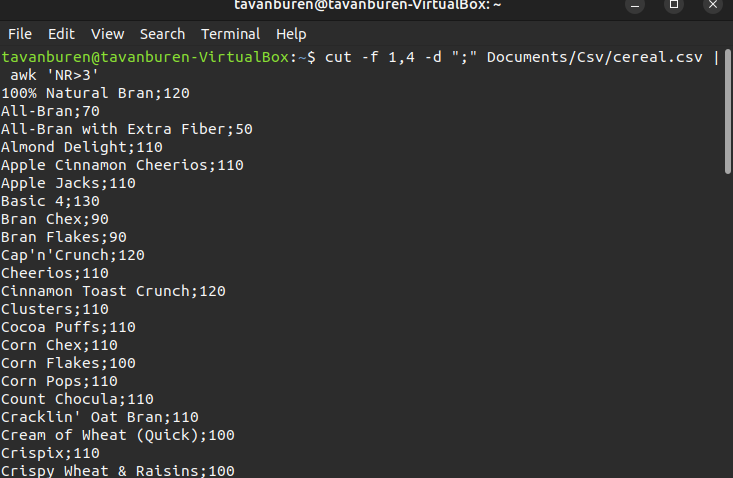 tavanburen@tavanburen-VirtualBox: ~
File Edit View Search Terminal Help
tavanburen@tavanburen-VirtualBox:~$ cut -f 1,4 -d ";" Documents/Csv/cereal.csv |
 awk 'NR>3'
100% Natural Bran;120
All-Bran;70
All-Bran with Extra Fiber;50
Almond Delight;110
Apple Cinnamon Cheerios;110
Apple Jacks;110
Basic 4;130
Bran Chex;90
Bran Flakes;90
Cap'n'Crunch;120
Cheerios;110
Cinnamon Toast Crunch;120
Clusters;110
Cocoa Puffs;110
Corn Chex;110
Corn Flakes;100
Corn Pops;110
Count Chocula;110
Cracklin' Oat Bran;110
Cream of Wheat (Quick);100
Crispix;110
Crispy Wheat & Raisins;100